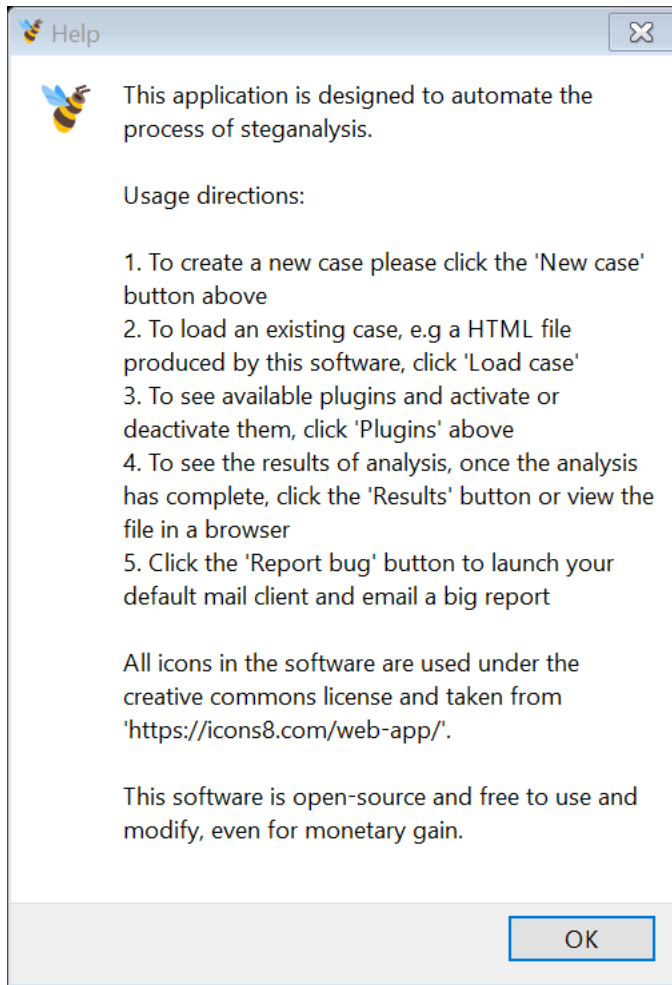 Help
This application is designed to automate the
process of steganalysis.
Usage directions:
1. To create a new case please click the 'New case'
button above
2. To load an existing case, e.g a HTML file
produced by this software, click 'Load case'
3. To see available plugins and activate or
deactivate them, click 'Plugins' above
4. To see the results of analysis, once the analysis
has complete, click the 'Results' button or view the
file in a browser
5. Click the 'Report bug' button to launch your
default mail client and email a big report
All icons in the software are used under the
creative commons license and taken from
'https://icons8.com/web-app/'.
This software is open-source and free to use and
modify, even for monetary gain.
OK